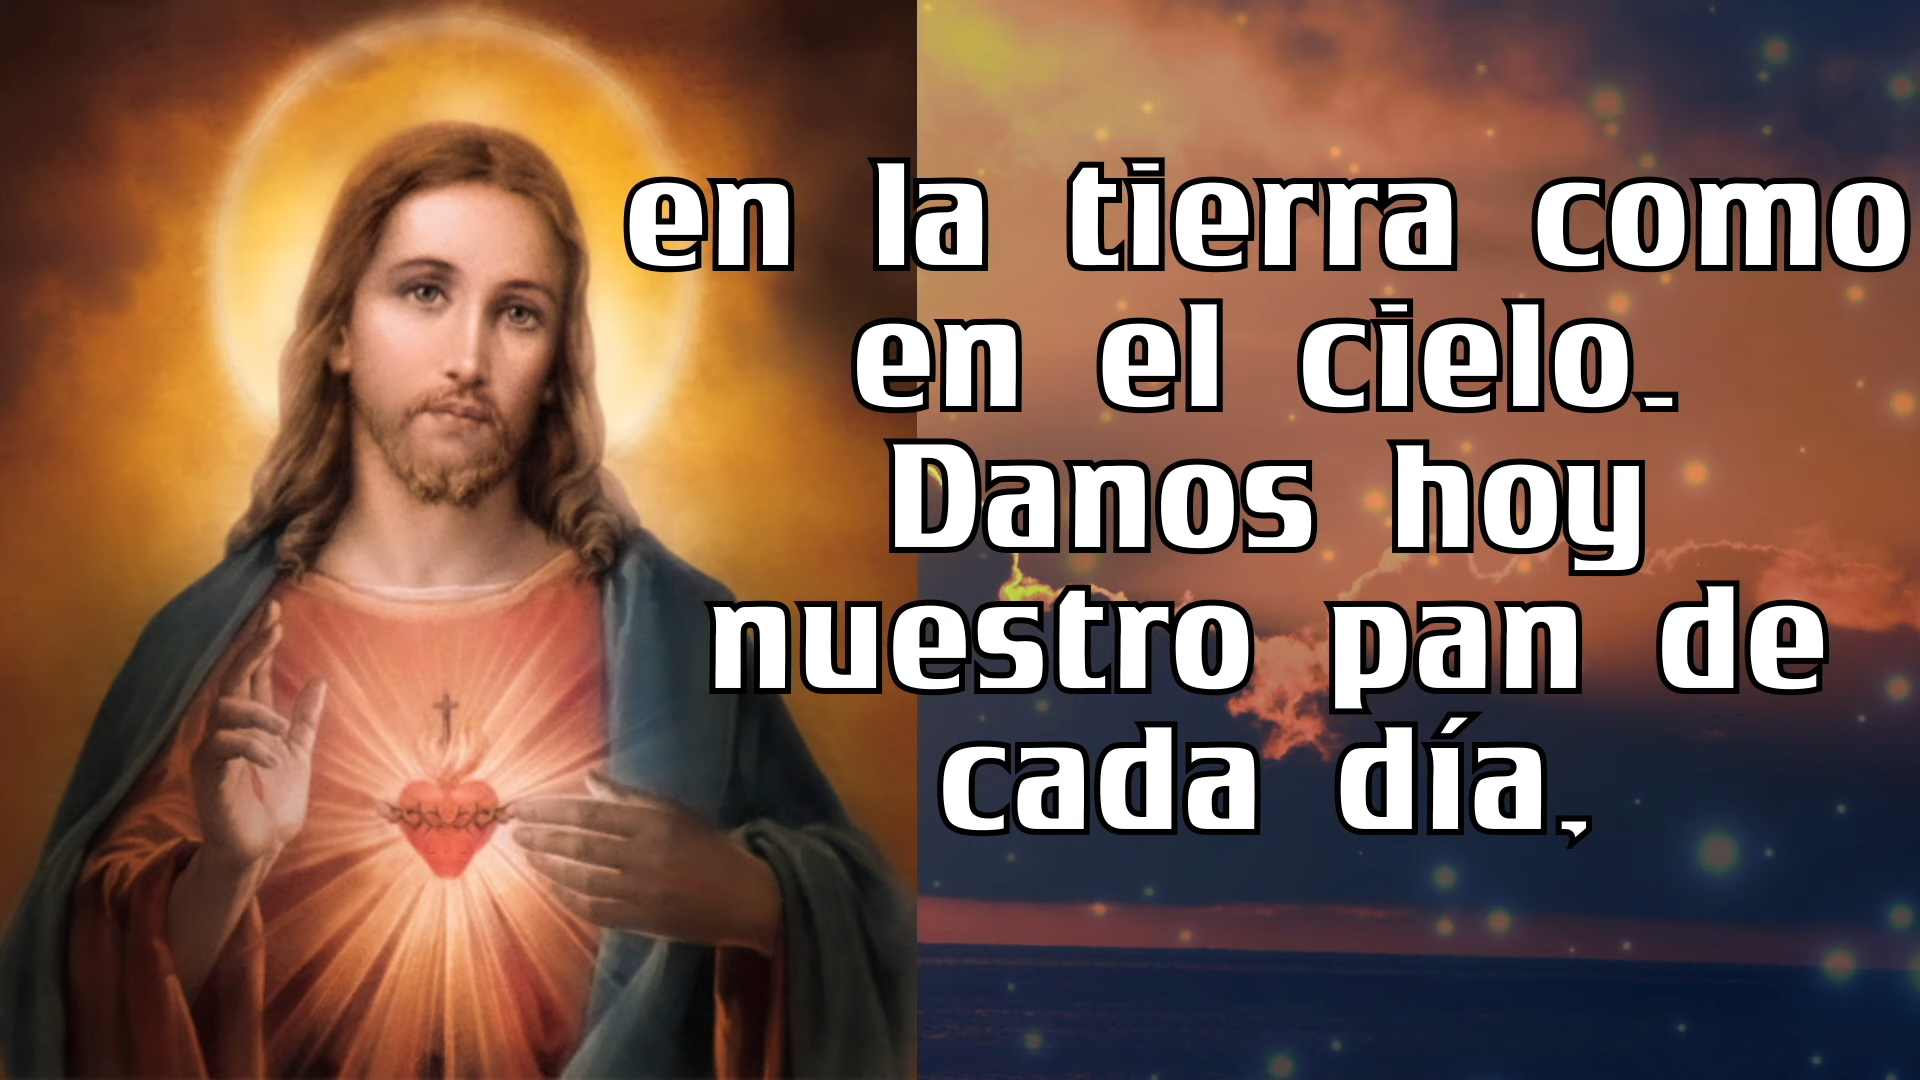 en la tierra como
en el cielo.
Danos hoy
nuestro pan de
cada día,